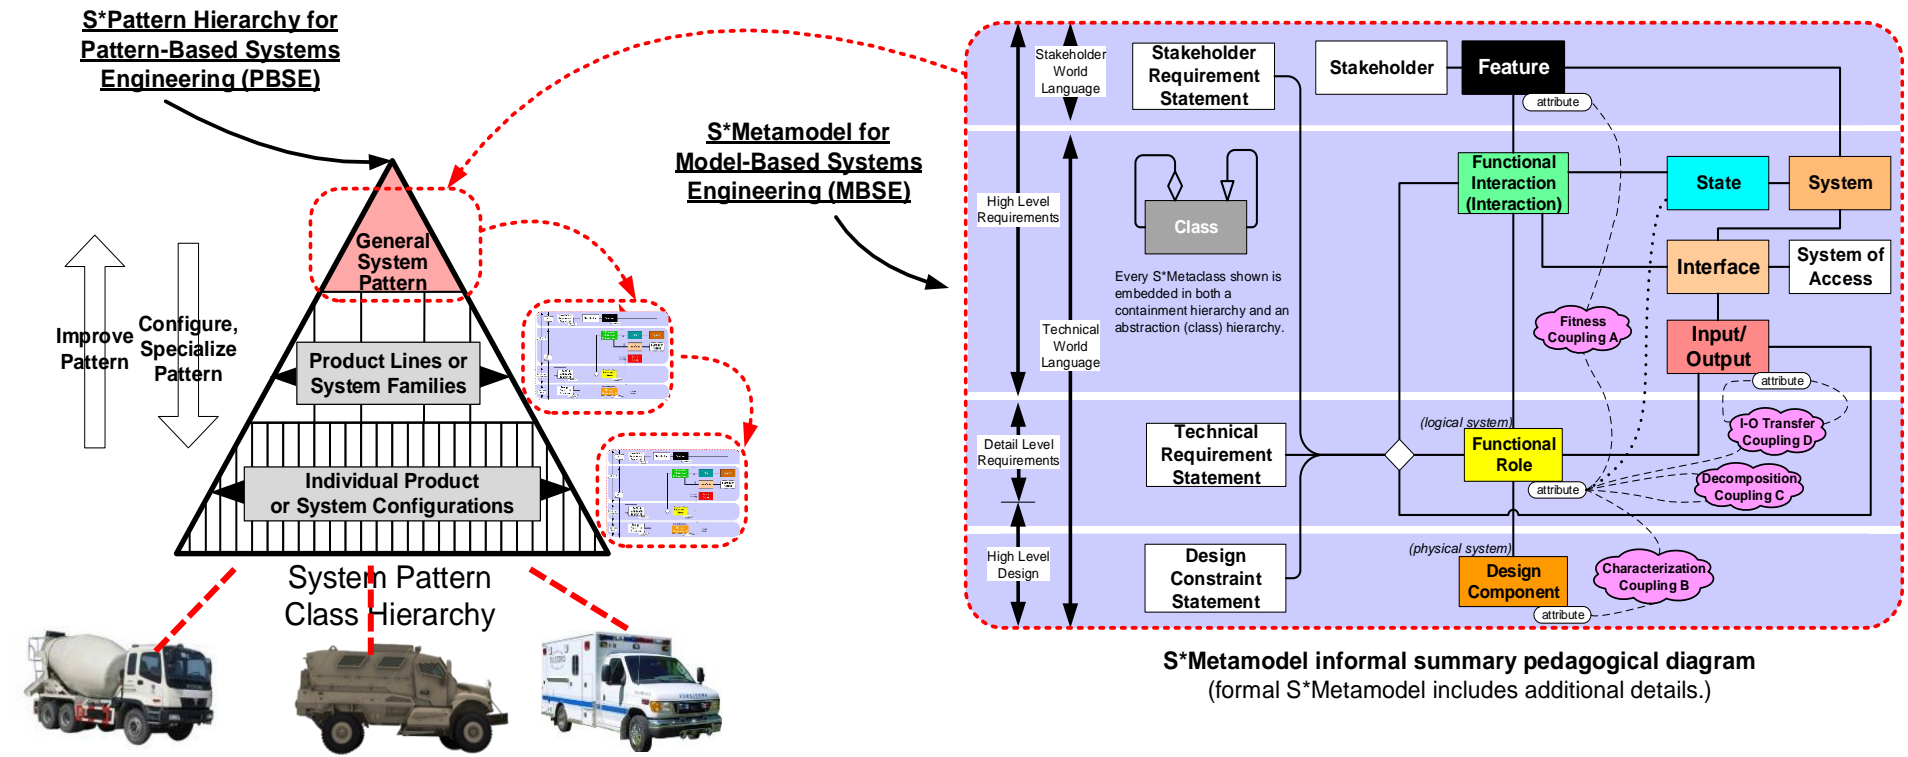 S*Pattern Hierarchy for
Pattern-Based Systems
Engineering (PBSE)
General
System
Pattern
Improve
Pattern
Configure,
Specialize
Pattern
Product Lines or
System Families
Individual Product
or System Configurations
System Pattern
Class Hierarchy
S*Metamodel for
Model-Based Systems
Engineering (MBSE)
Stakeholder
World
Language
High Level
Requirements
Technical
World
Language
Detail Level
Requirements
High Level
Design
Stakeholder
Requirement
Statement
Class
Every S*Metaclass shown is
embedded in both a
containment hierarchy and an
abstraction (class) hierarchy.
Technical
Requirement
Statement
Design
Constraint
Statement
Stakeholder
Feature
attribute
Functional
Interaction
(Interaction)
State
System
Interface
System of
Access
Fitness
Coupling A
Input/
Output
attribute
(logical system)
Functional
Role
attribute
I-O Transfer
Coupling D
Decomposition
Coupling C
(physical system)
Design
Component
attribute
Characterization
Coupling B
S*Metamodel informal summary pedagogical diagram
(formal S*Metamodel includes additional details.)